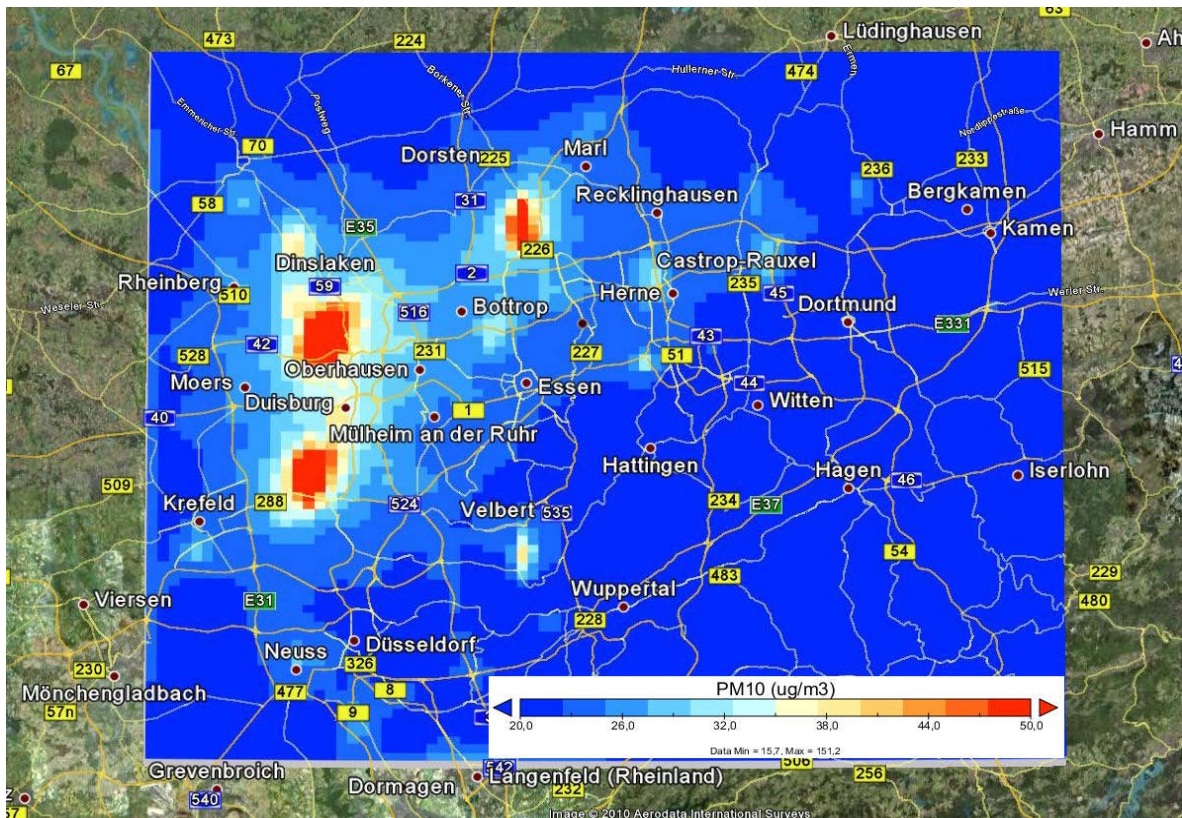 63
Lüdinghausen
473
224
Ah
67
474
Ermen
Hullerner Str.
Borkener Str.
Postweg
Emmericher Str.
Nordlippestraße
Hamm
70
Dorsten
225
Marl
236
233
31
Recklinghausen
Bergkamen
58
E35
226
Kamen
Dinslaken
2
Castrop-Rauxel
Rheinberg
510
59
235
45
Herne
Weseler Str.
Werler Str.
516
Bottrop
Dortmund
E331
42
43
528
231
227
51
Oberhausen
515
4
Moers
Essen
44
Duisburg
40
1
Witten
Mülheim an der Ruhr
Hattingen
Hagen
46
Iserlohn
509
288
524
Velbert
535
234
E37
Krefeld
54
229
483
Viersen
E31
Wuppertal
480
228
Düsseldorf
Neuss
230
326
Mönchengladbach
477
8
57n
9
3
PM10 (ug/m3)
20,0
26,0
32,0
38,0
44,0
50,0
Data Min = 15,7, Max = 151,2
542
506
Grevenbroich
Dormagen
Langenfeld (Rheinland)
256
232
540
z
57
Image © 2010 Aerodata International Surveys